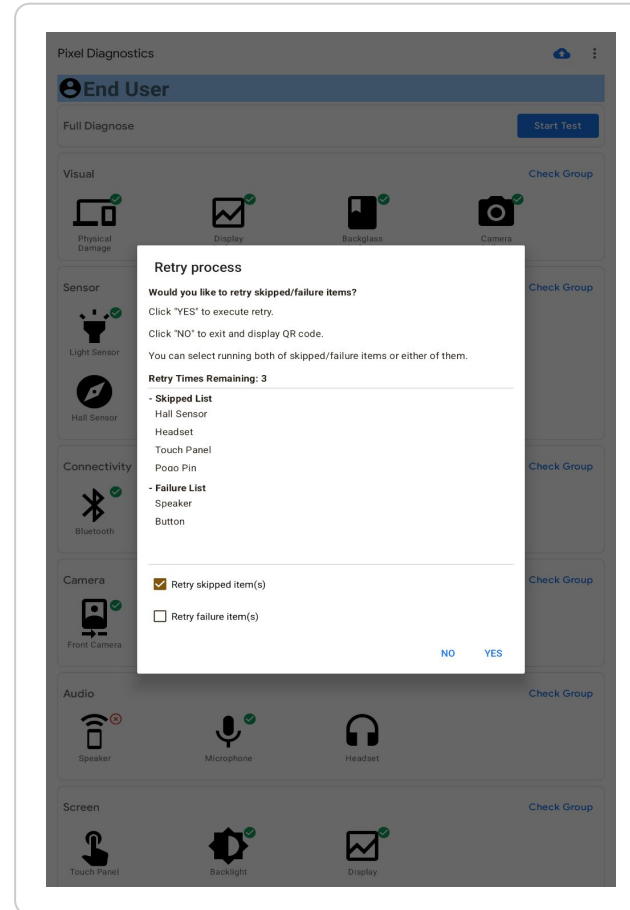 Pixel Diagnostics
End User
Full Diagnose
Start Test
Visual
Check Group
Physical
Damage
Display
Backglass
Camera
Sensor
Check Group
Light Sensor
Hall Sensor
Retry process
Would you like to retry skipped/failure items?
Click "YES" to execute retry.
Click "NO" to exit and display QR code.
You can select running both of skipped/failure items or either of them.
Retry Times Remaining: 3
- Skipped List
Hall Sensor
Headset
Touch Panel
Pogo Pin
- Failure List
Speaker
Button
Retry skipped item(s)
Retry failure item(s)
NO
YES
Connectivity
Check Group
Bluetooth
Camera
Check Group
Front Camera
Audio
Check Group
Speaker
Microphone
Headset
Screen
Check Group
Touch Panel
Backlight
Display